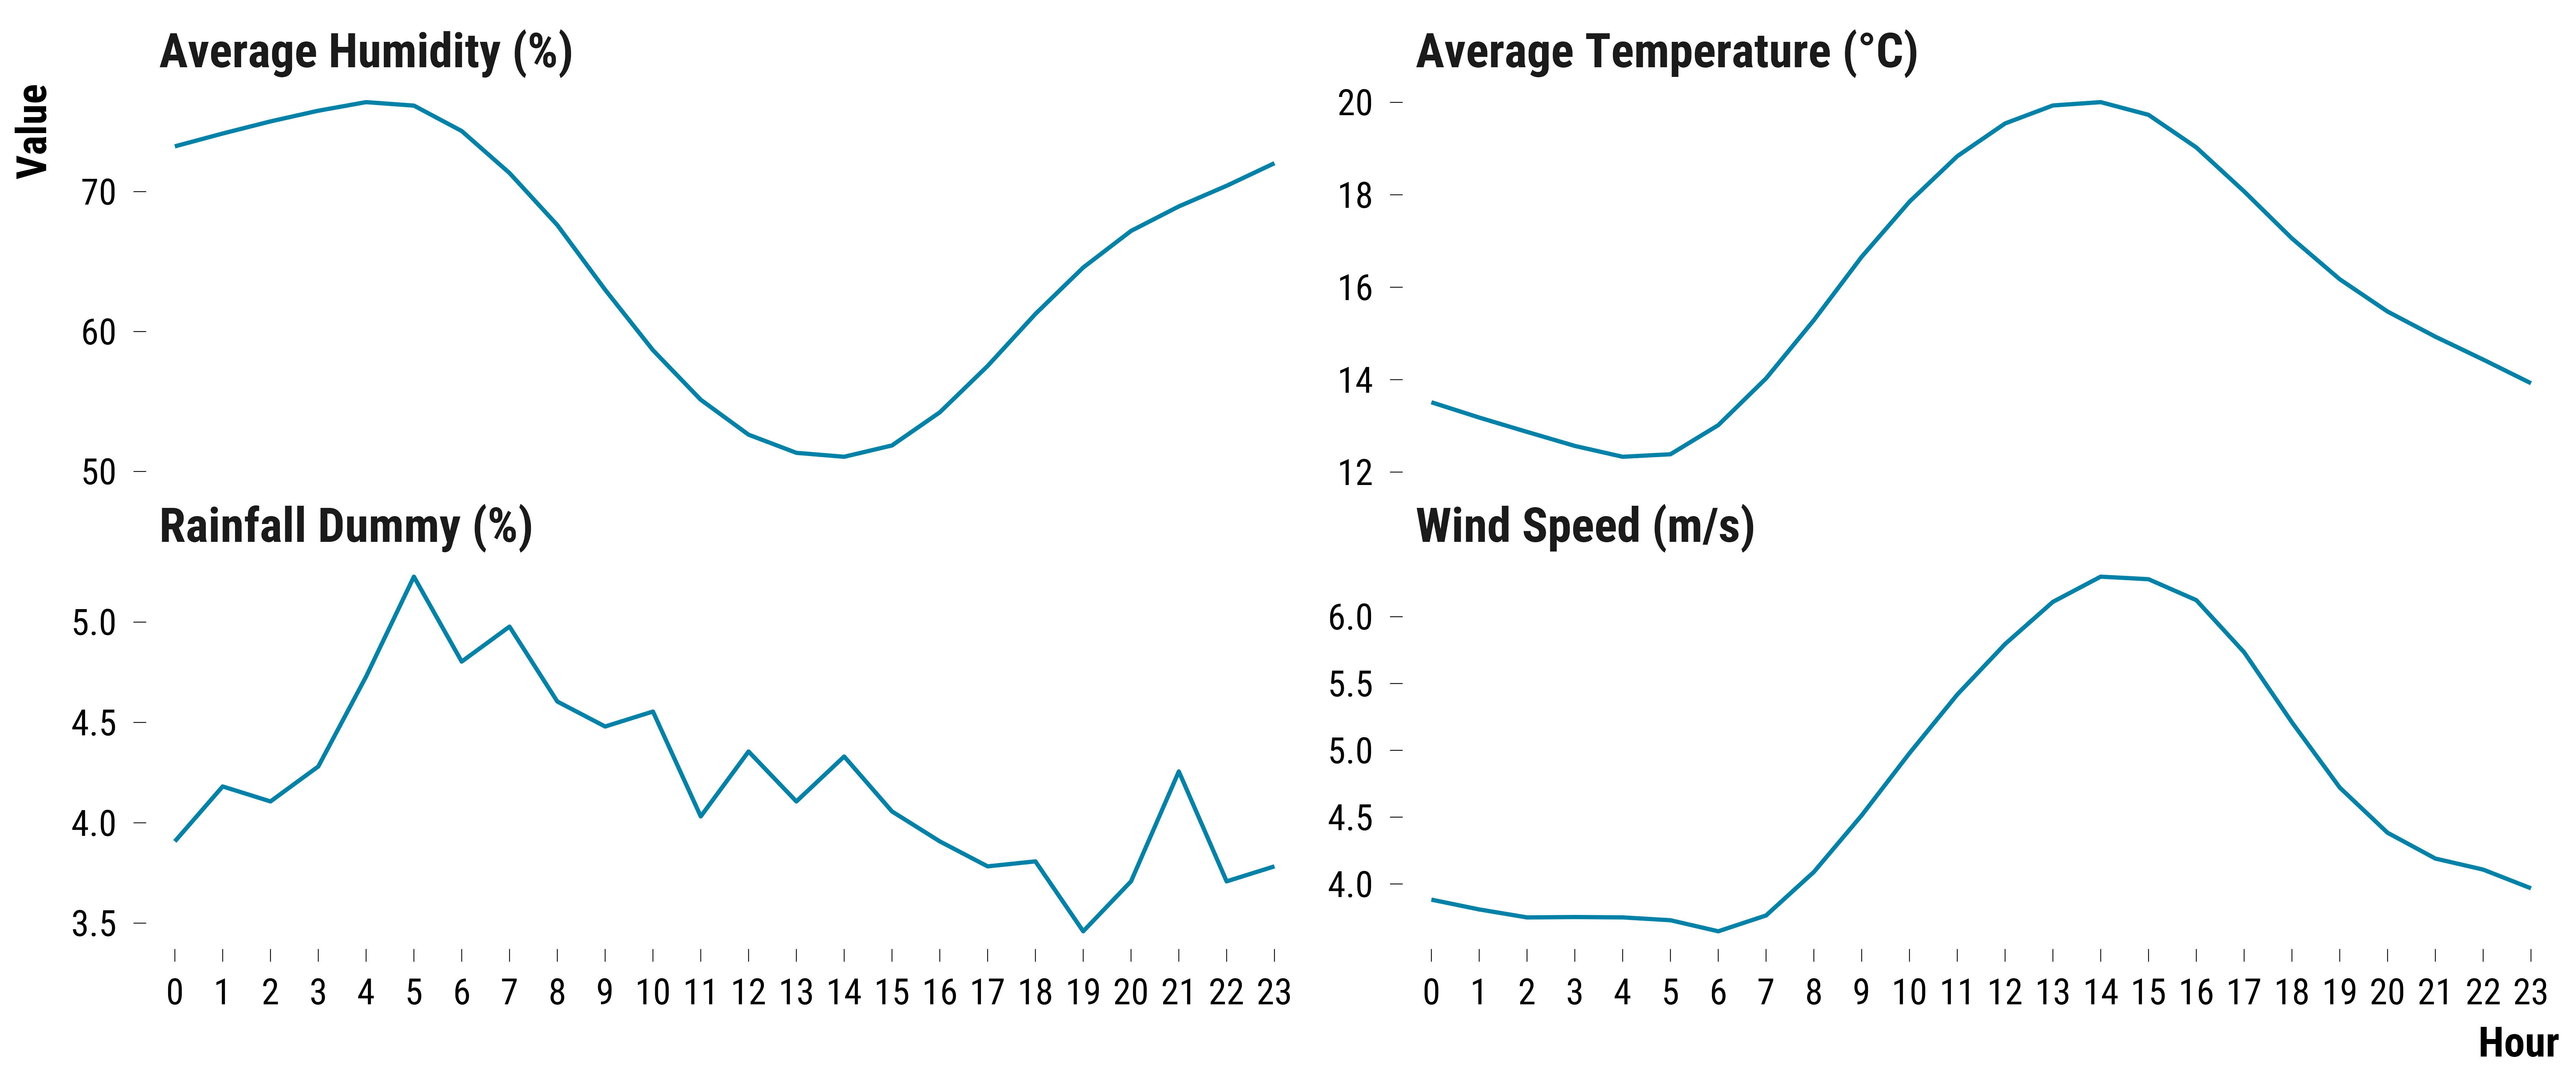 Average Humidity (%)
Average Temperature (°C)
Value
70
60
50
20
18
16
14
12
Rainfall Dummy (%)
Wind Speed (m/s)
5.0
4.5
4.0
3.5
6.0
5.5
5.0
4.5
4.0
0 1 2 3 4 5 6 7 8 9 10 11 12 13 14 15 16 17 18 19 20 21 22 23
0 1 2 3 4 5 6 7 8 9 10 11 12 13 14 15 16 17 18 19 20 21 22 23
Hour